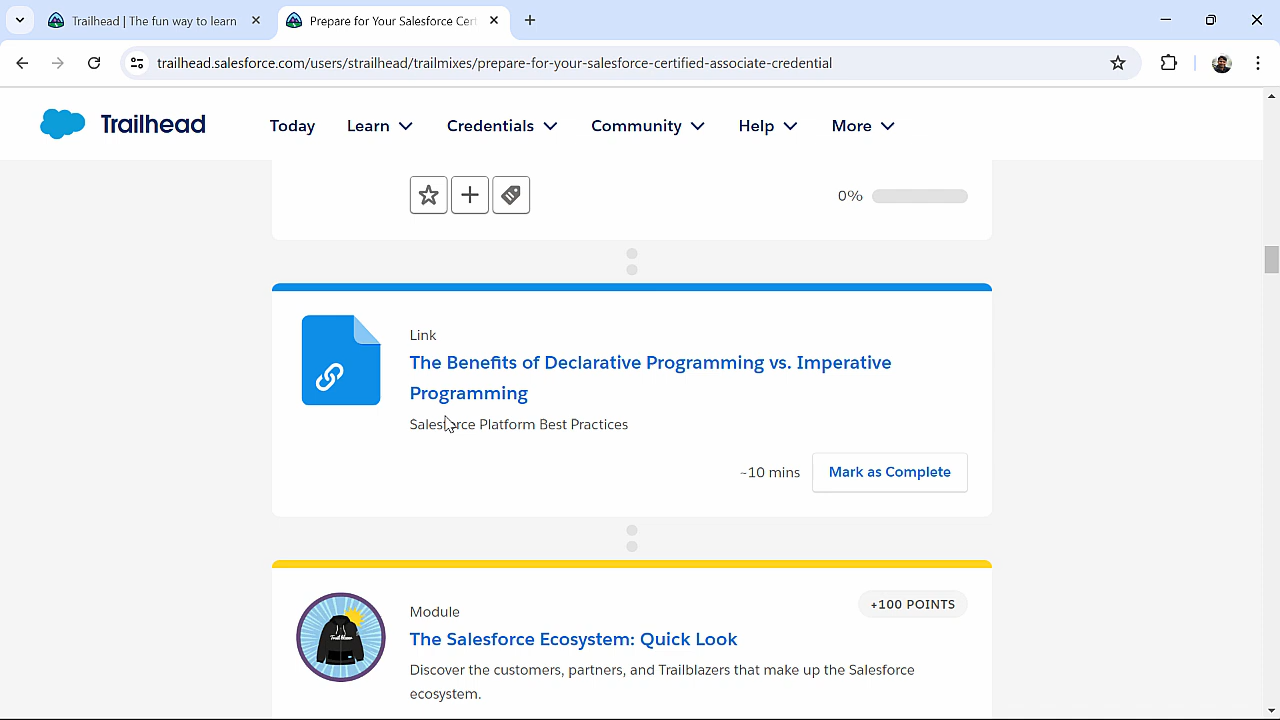 Trailhead | The fun way to learn
Prepare for Your Salesforce Cert
trailhead.salesforce.com/users/strailhead/trailmixes/prepare-for-your-salesforce-certified-associate-credential
Trailhead
Today
Learn
Credentials
Community
Help
More
0%
Link
The Benefits of Declarative Programming vs. Imperative
Programming
Salesforce Platform Best Practices
~10 mins
Mark as Complete
+100 POINTS
Module
The Salesforce Ecosystem: Quick Look
Discover the customers, partners, and Trailblazers that make up the Salesforce
ecosystem.